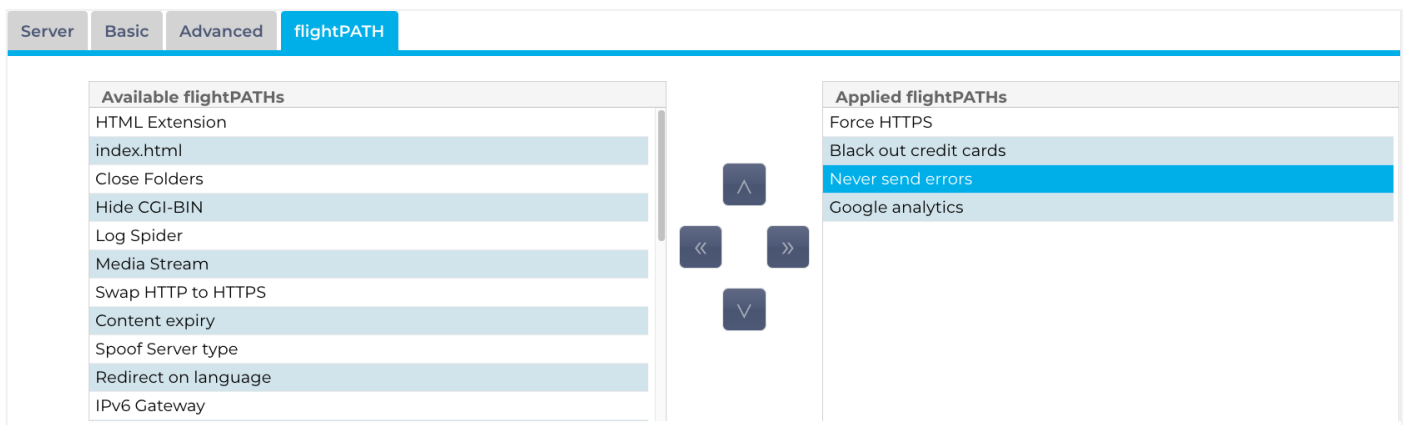 Server Basic Advanced flightPATH
Available flightPATHs
HTML Extension
index.html
Close Folders
Hide CGI-BIN
Log Spider
Media Stream
Swap HTTP to HTTPS
Content expiry
Spoof Server type
Redirect on language
IPv6 Gateway
Applied flightPATHs
Force HTTPS
Black out credit cards
Never send errors
Google analytics